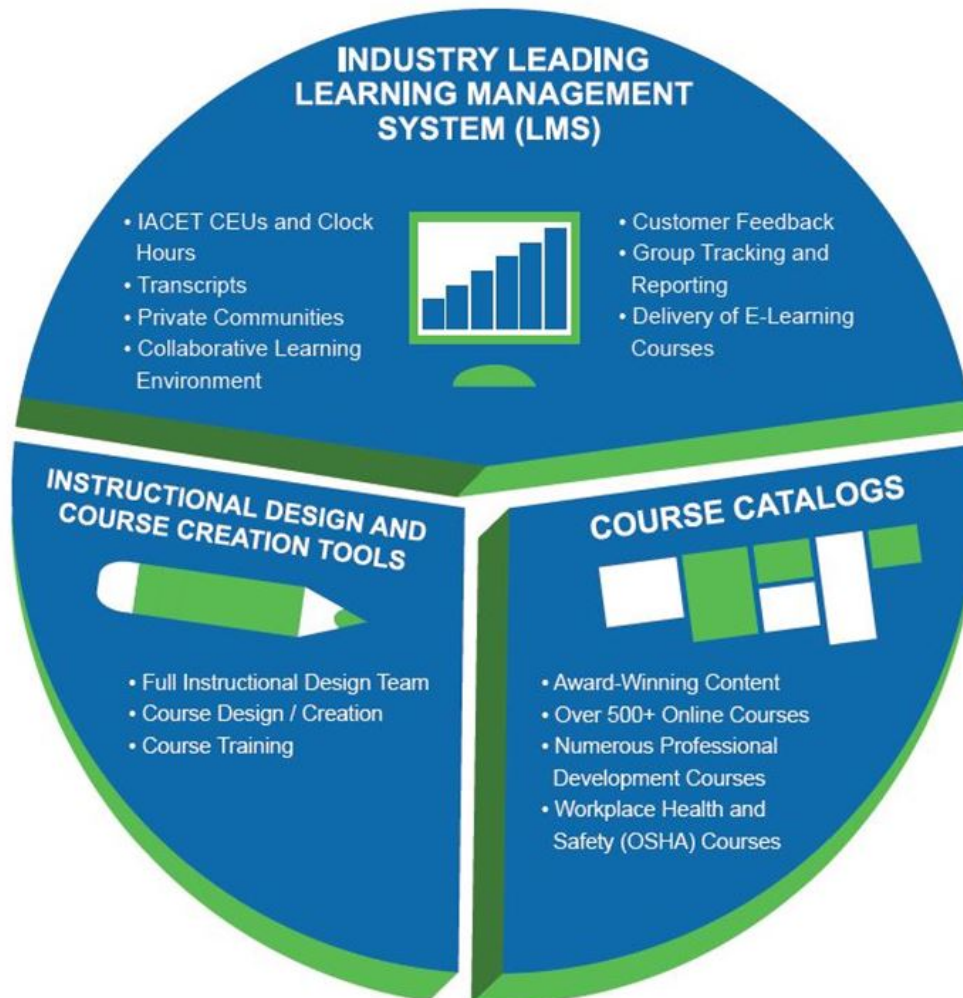 INDUSTRY LEADING
LEARNING MANAGEMENT
SYSTEM (LMS)
• IACET CEUs and Clock
Hours
• Transcripts
• Private Communities
• Collaborative Learning
Environment
• Customer Feedback
• Group Tracking and
Reporting
• Delivery of E-Learning
Courses
INSTRUCTIONAL DESIGN AND
COURSE CREATION TOOLS
• Full Instructional Design Team
• Course Design / Creation
• Course Training
COURSE CATALOGS
• Award-Winning Content
• Over 500+ Online Courses
• Numerous Professional
Development Courses
• Workplace Health and
Safety (OSHA) Courses